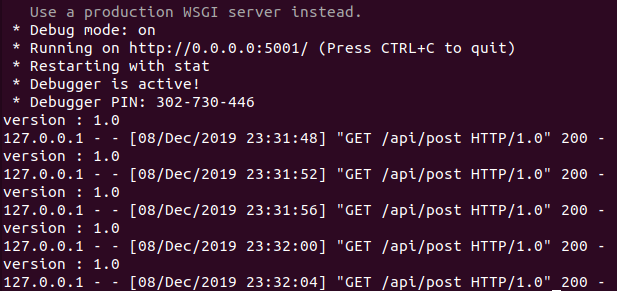 Use a production WSGI server instead.
* Debug mode: on
* Running on http://0.0.0.0:5001/ (Press CTRL+C to quit)
* Restarting with stat
* Debugger is active!
* Debugger PIN: 302-730-446
version : 1.0
127.0.0.1 - - [08/Dec/2019 23:31:48] "GET /api/post HTTP/1.0" 200 -
version : 1.0
127.0.0.1 - - [08/Dec/2019 23:31:52] "GET /api/post HTTP/1.0" 200 -
version : 1.0
127.0.0.1 - - [08/Dec/2019 23:31:56] "GET /api/post HTTP/1.0" 200 -
version : 1.0
127.0.0.1 - - [08/Dec/2019 23:32:00] "GET /api/post HTTP/1.0" 200 -
version : 1.0
127.0.0.1 - - [08/Dec/2019 23:32:04] "GET /api/post HTTP/1.0" 200 -